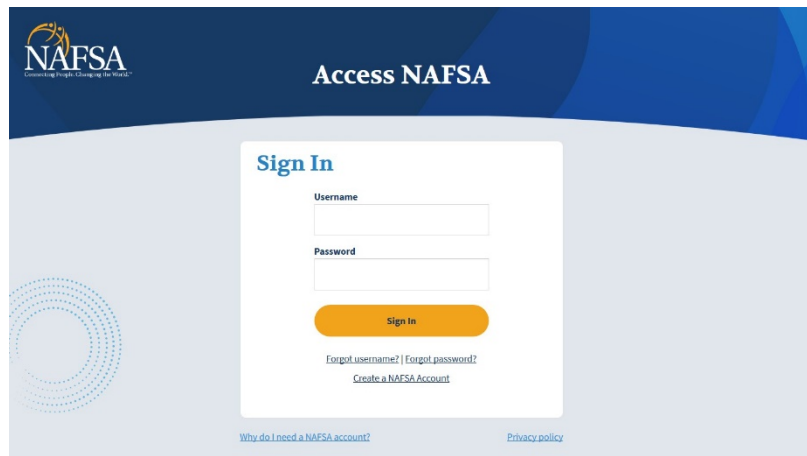 NAFSA
Connecting People. Changing the World.™
Access NAFSA
Sign In
Username
Password
Sign In
Forgot username? | Forgot password?
Create a NAFSA Account
Why do I need a NAFSA account? Privacy policy